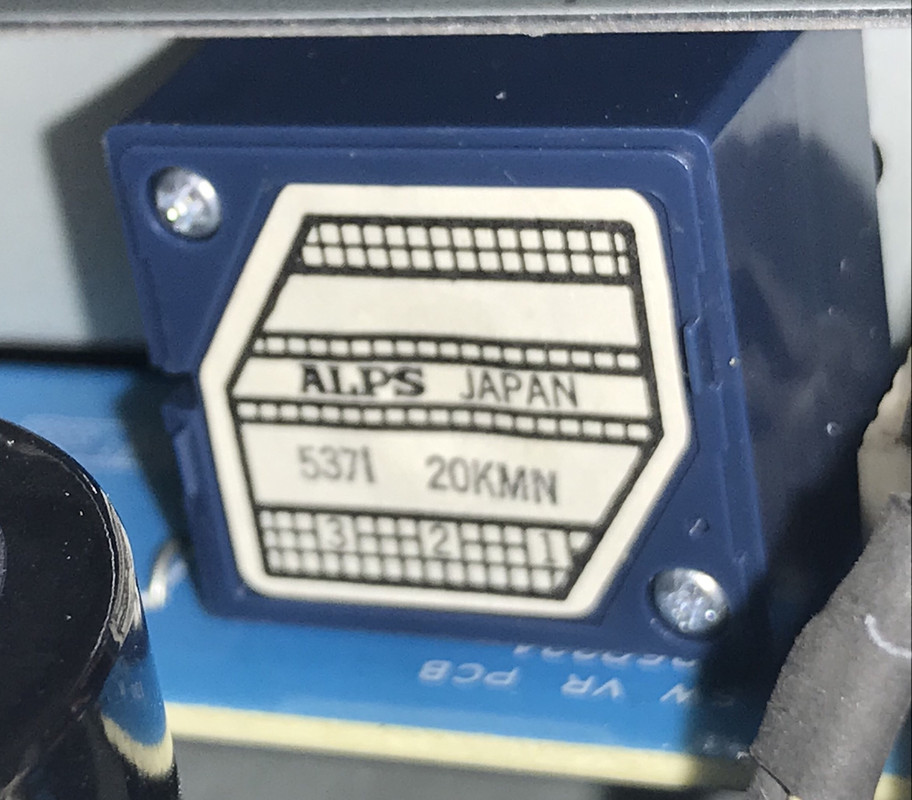 ALPS JAPAN
5371 20KMN
3 2 1
W VR PCB